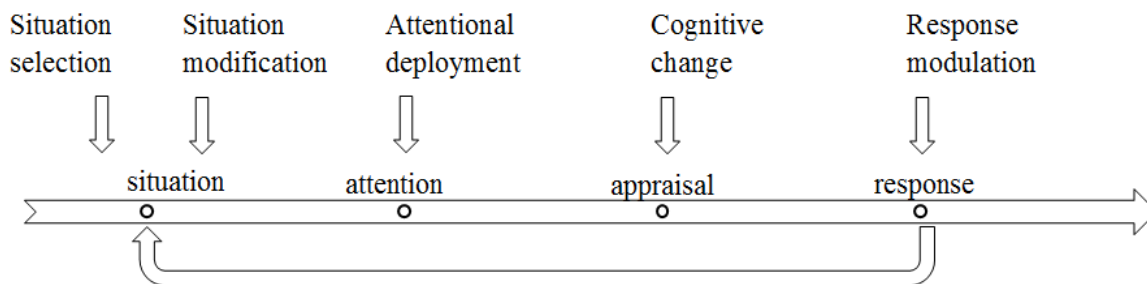 Situation selection
Situation modification
Attentional deployment
Cognitive change
Response modulation
situation
attention
appraisal
response